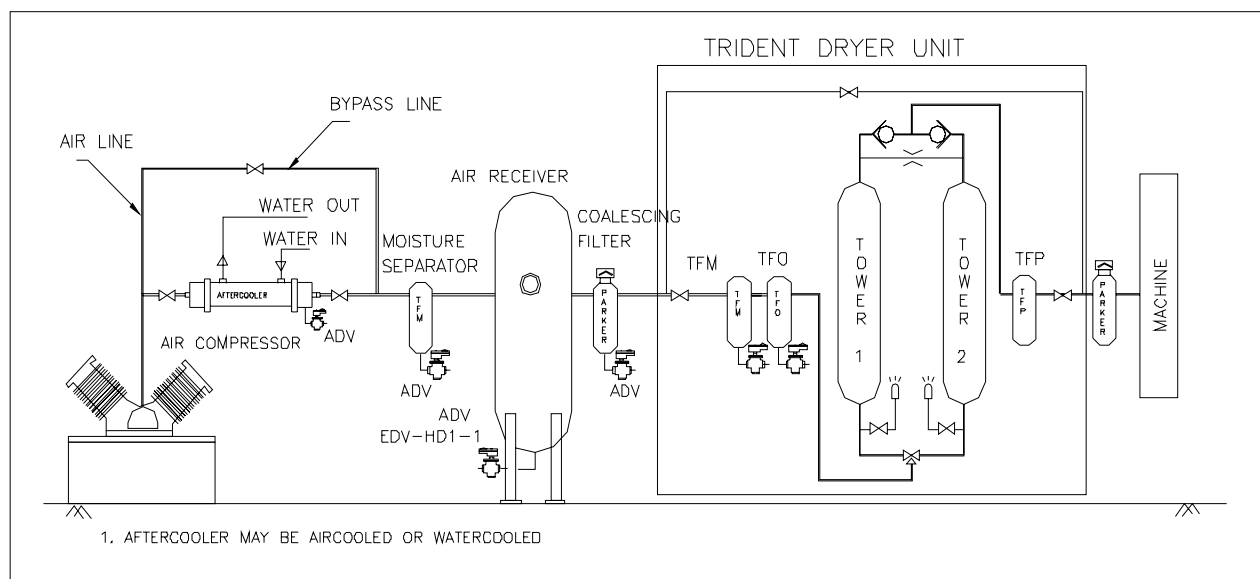 TRIDENT DRYER UNIT
BYPASS LINE
AIR LINE
AIR RECEIVER
WATER OUT
WATER IN
MOISTURE
SEPARATOR
COALESCING
FILTER
TFM
TFO
TFP
AFTERCOOLER
TFM
PARKER
TFM
TFO
TOWER 1
TOWER 2
TFP
PARKER
MACHINE
AIR COMPRESSOR
ADV
ADV
ADV
ADV
EDV-HD1-1
1. AFTERCOOLER MAY BE AIRCOOLED OR WATERCOOLED